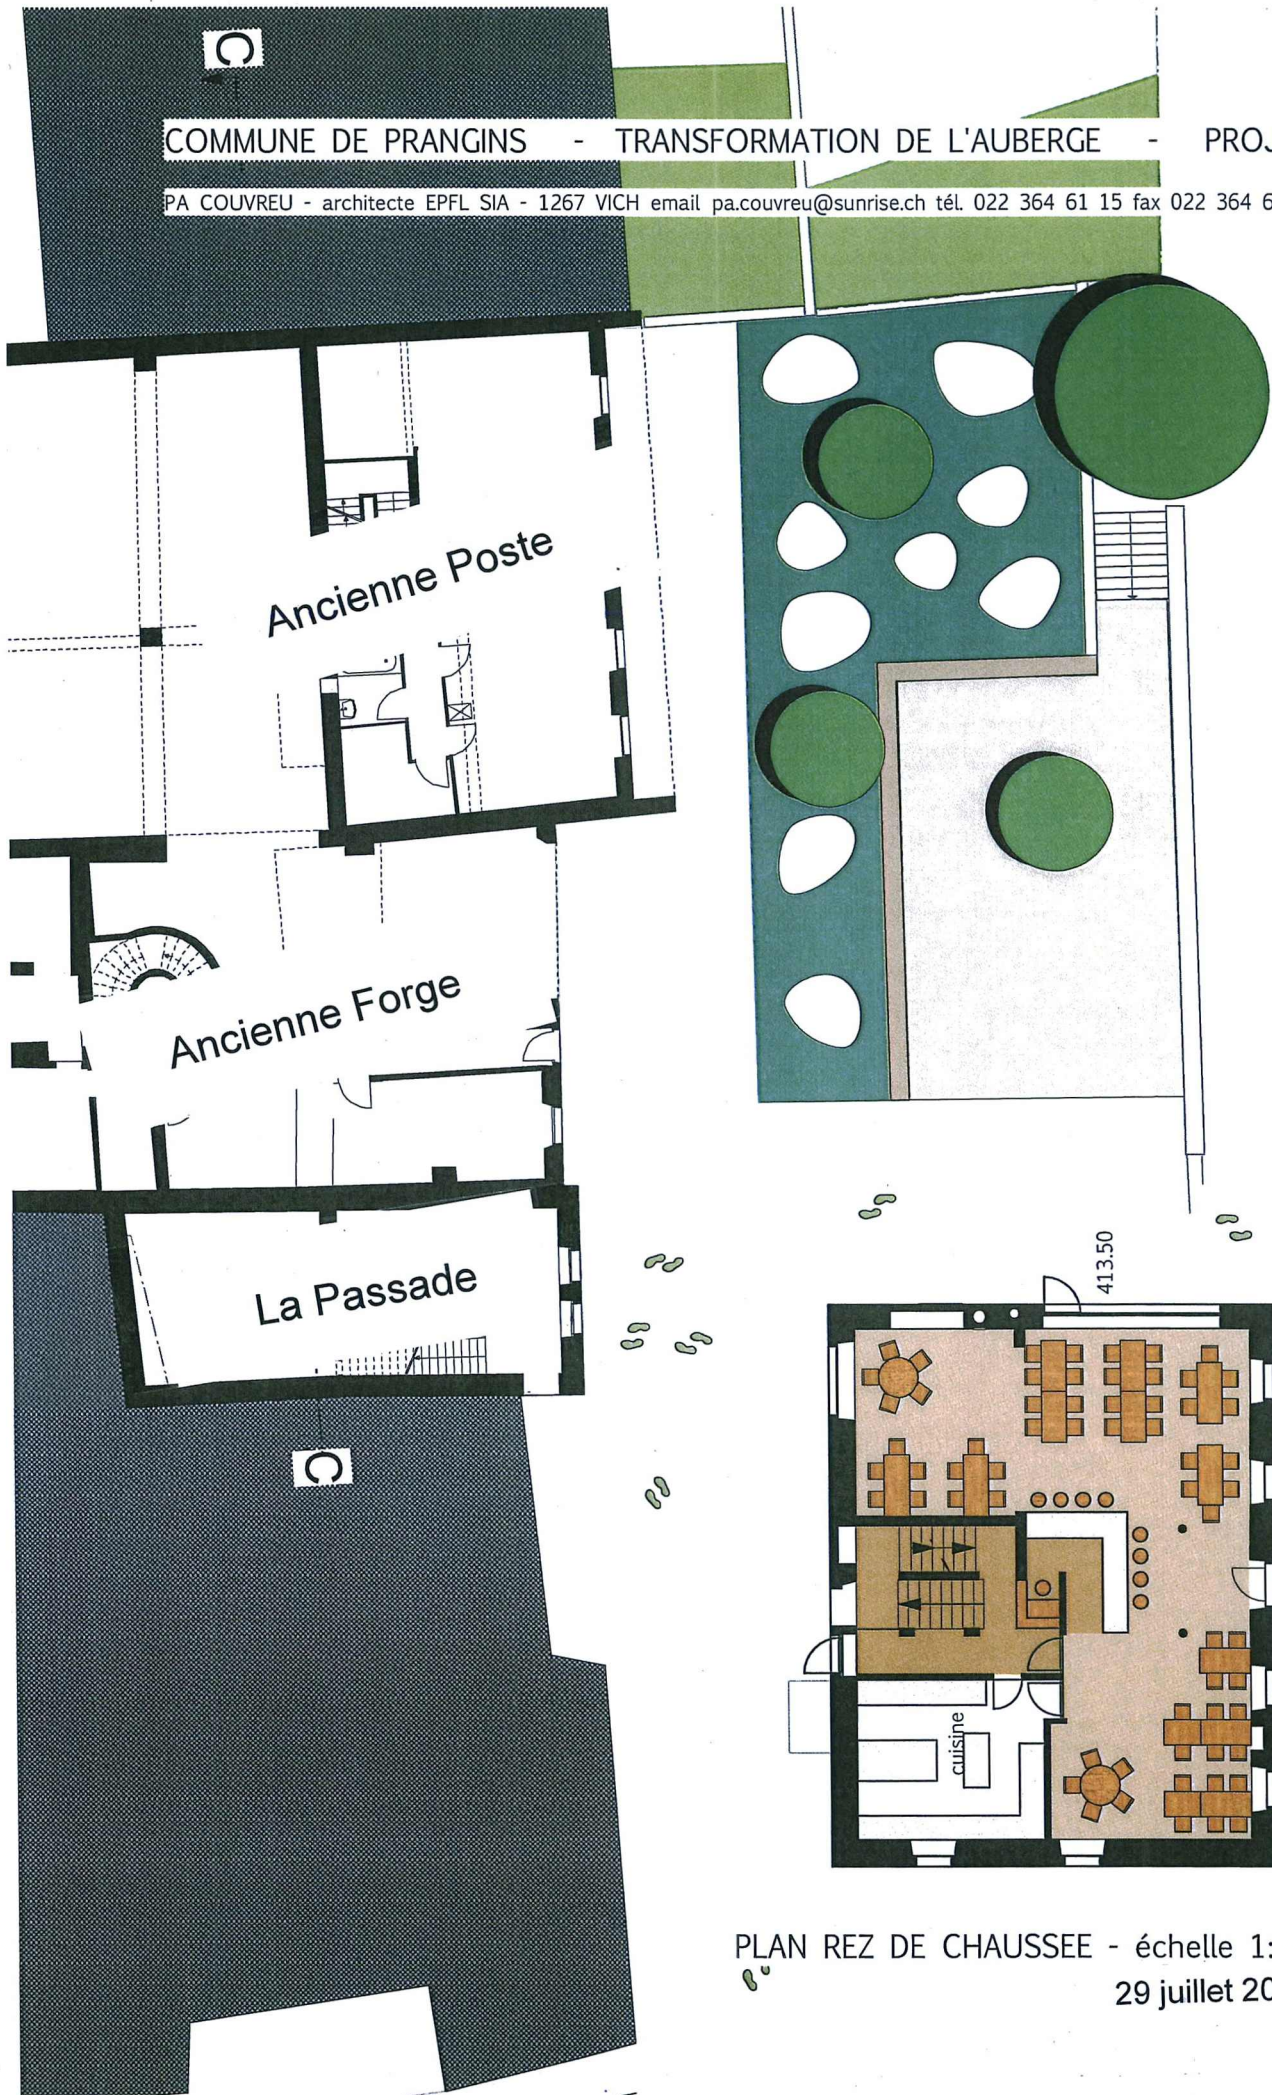 C
COMMUNE DE PRANGINS - TRANSFORMATION DE L'AUBERGE - PROJ
PA COUVREU - architecte EPFL SIA - 1267 VICH email pa.couvreu@sunrise.ch tél. 022 364 61 15 fax 022 364 6
Ancienne Poste
Ancienne Forge
La Passade
413.50
C
cuisine
PLAN REZ DE CHAUSSEE - échelle 1:
29 juillet 20